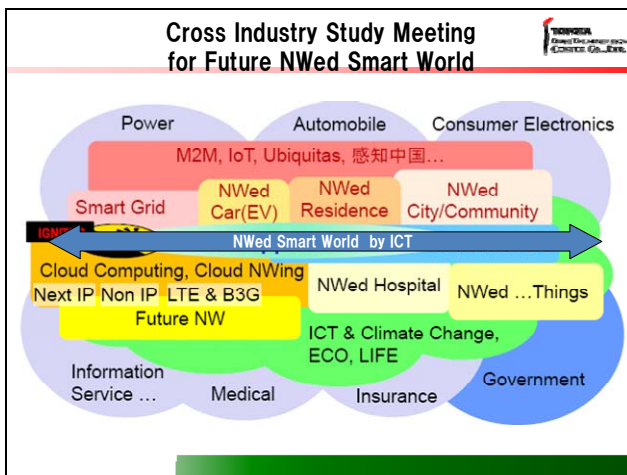 Cross Industry Study Meeting
for Future NWed Smart World
Power
Automobile
Consumer Electronics
M2M, IoT, Ubiquitas, 感知中国…
Smart Grid
NWed
Car(EV)
NWed
Residence
NWed
City/Community
NWed Smart World by ICT
Cloud Computing, Cloud NWing
Next IP
Non IP
LTE & B3G
NWed Hospital
NWed …Things
Future NW
ICT & Climate Change,
ECO, LIFE
Information
Service …
Medical
Insurance
Government